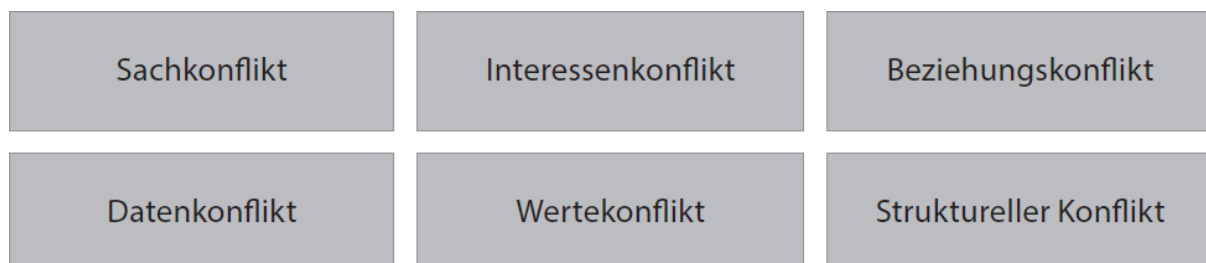 Sachkonflikt
Interessenkonflikt
Beziehungskonflikt
Datenkonflikt
Wertekonflikt
Struktureller Konflikt